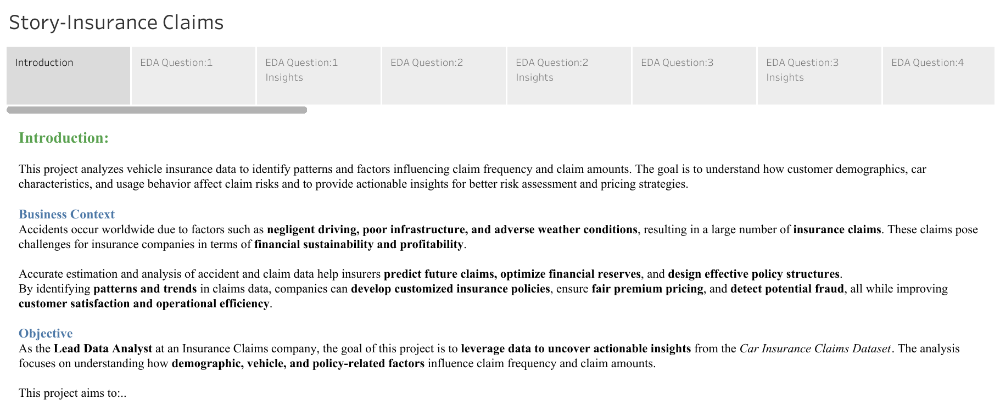 Story-Insurance Claims
Introduction
EDA Question:1
EDA Question:1
Insights
EDA Question:2
EDA Question:2
Insights
EDA Question:3
EDA Question:3
Insights
EDA Question:4
Introduction:
This project analyzes vehicle insurance data to identify patterns and factors influencing claim frequency and claim amounts. The goal is to understand how customer demographics, car
characteristics, and usage behavior affect claim risks and to provide actionable insights for better risk assessment and pricing strategies.
Business Context
Accidents occur worldwide due to factors such as negligent driving, poor infrastructure, and adverse weather conditions, resulting in a large number of insurance claims. These claims pose
challenges for insurance companies in terms of financial sustainability and profitability.
Accurate estimation and analysis of accident and claim data help insurers predict future claims, optimize financial reserves, and design effective policy structures.
By identifying patterns and trends in claims data, companies can develop customized insurance policies, ensure fair premium pricing, and detect potential fraud, all while improving
customer satisfaction and operational efficiency.
Objective
As the Lead Data Analyst at an Insurance Claims company, the goal of this project is to leverage data to uncover actionable insights from the Car Insurance Claims Dataset. The analysis
focuses on understanding how demographic, vehicle, and policy-related factors influence claim frequency and claim amounts.
This project aims to:..